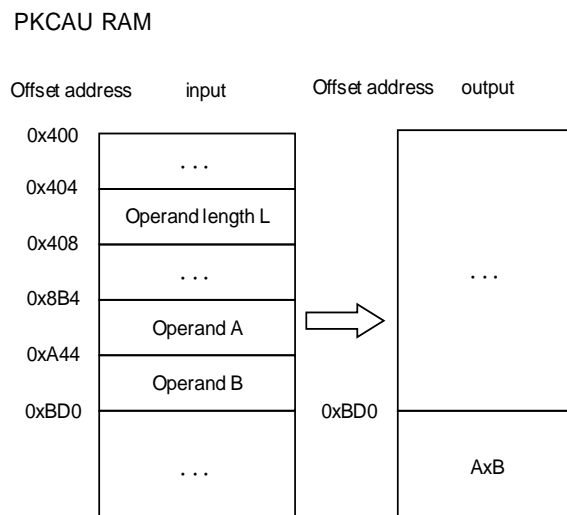 PKCAU RAM
Offset address input Offset address output
0x400
. . .
0x404
Operand length L
0x408
. . .
0x8B4
Operand A
0xA44
Operand B
0xBD0
. . .
. . .
0xBD0
AxB